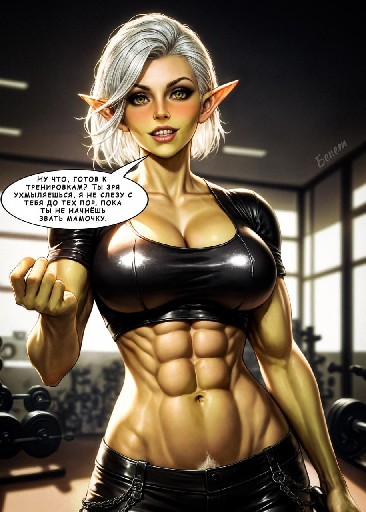 НУ ЧТО, ГОТОВ К
ТРЕНИРОВКАМ? ТЫ ЗРЯ
УХМЫЛЯЕШЬСЯ, Я НЕ СЛЕЗУ С
ТЕБЯ ДО ТЕХ ПОР, ПОКА
ТЫ НЕ НАЧНЁШЬ
ЗВАТЬ МАМОЧКУ.
Бенет